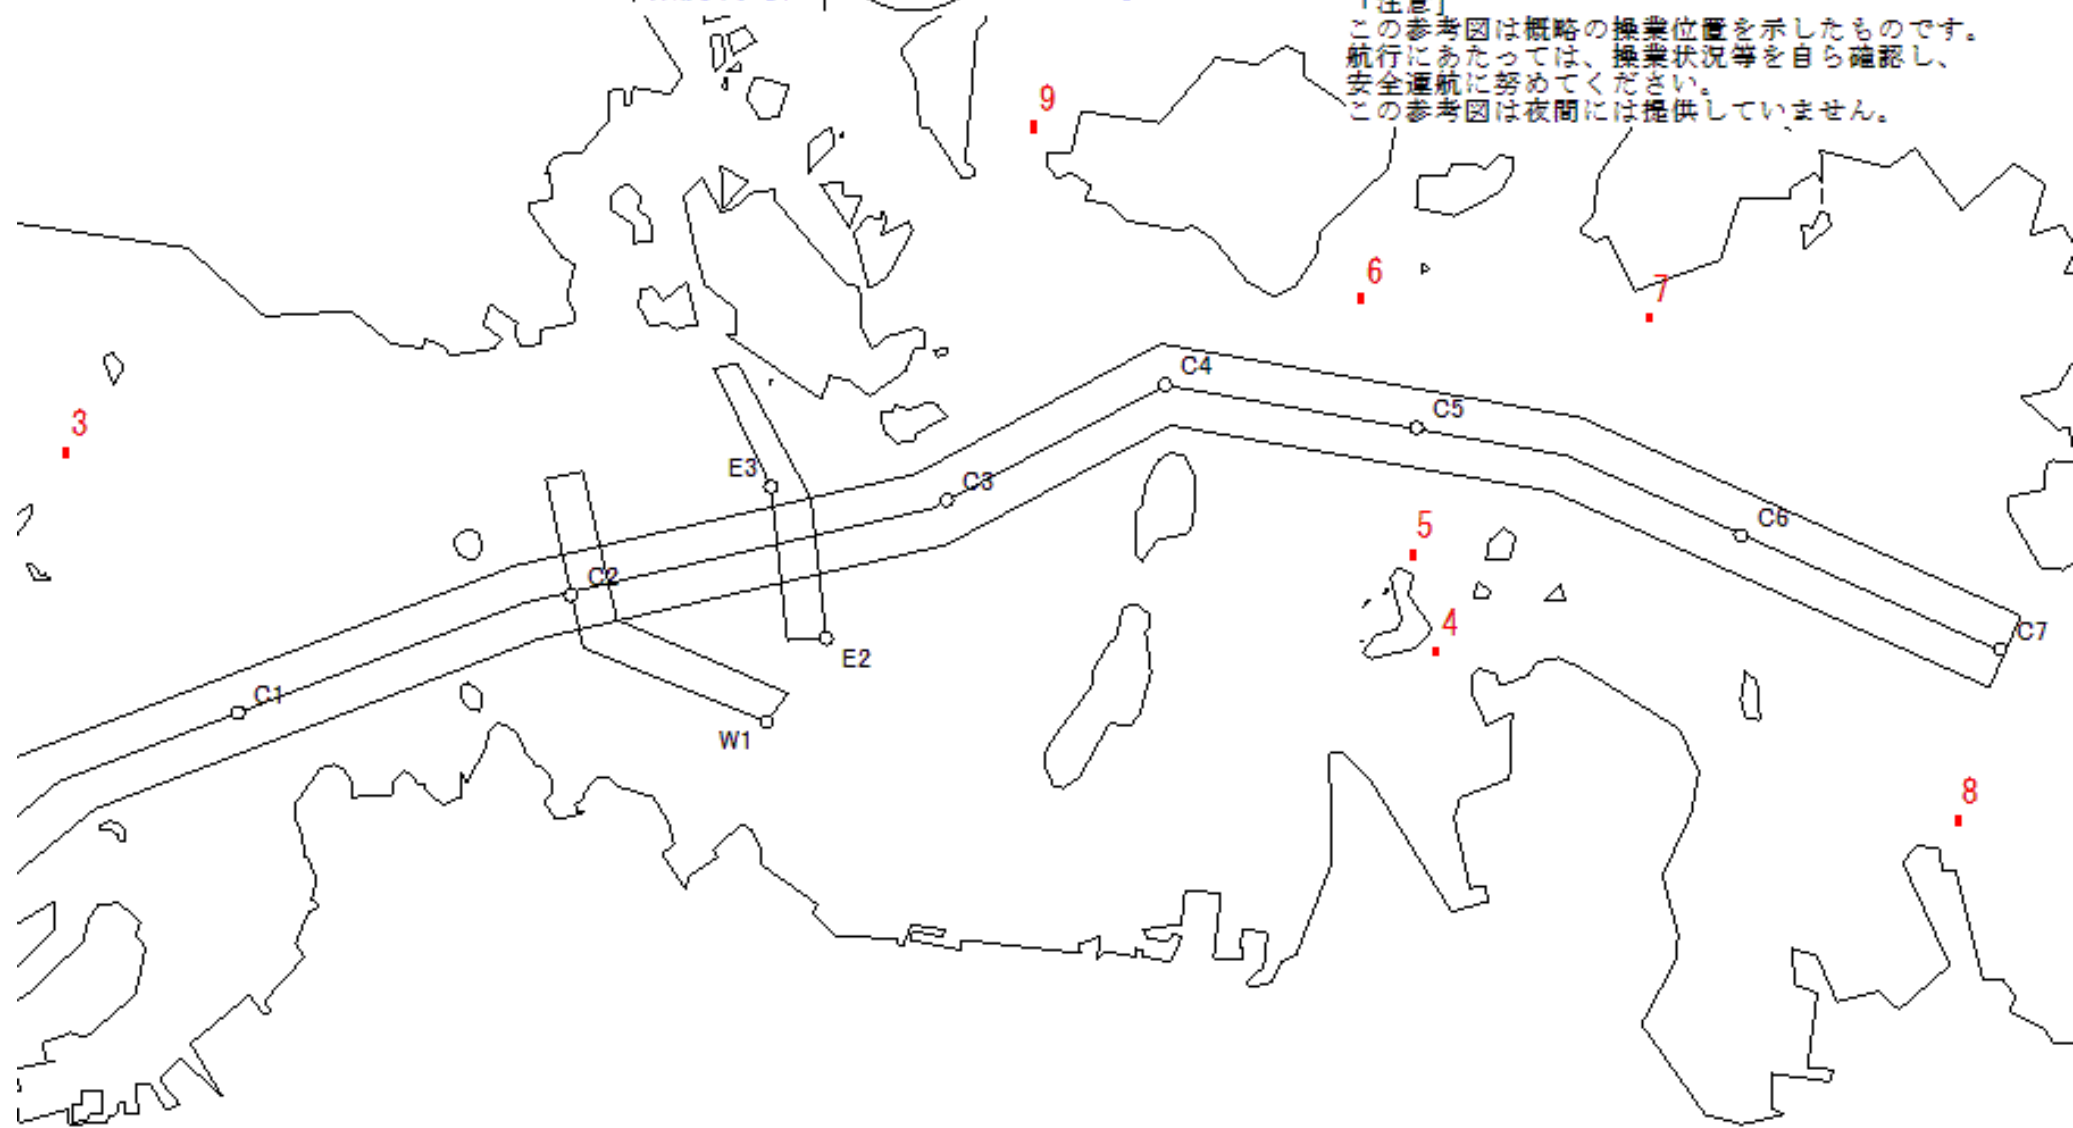 「注意」
この参考図は概略の操業位置を示したものです。
航行にあたっては、操業状況等を自ら確認し、
安全運航に努めてください。
この参考図は夜間には提供していません。
9
6
7
C4
3
C5
E3
C3
5
C6
C2
4
C7
E2
C1
W1
8